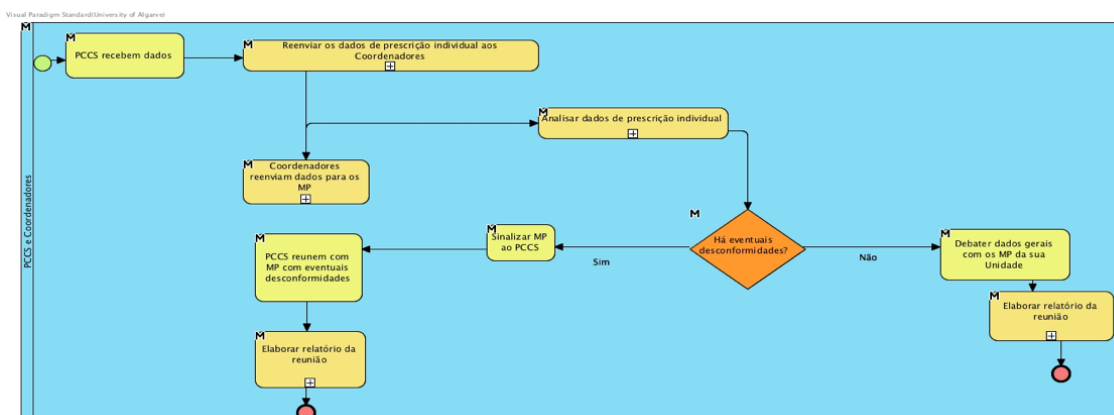 Visual Paradigm Standard(University of Algarve)
PCCS e Coordenadores
PCCS recebem dados
Reenviar os dados de prescrição individual aos
Coordenadores
Analisar dados de prescrição individual
Coordenadores
reenviam dados para os
MP
Há eventuais
desconformidades?
Sim
Não
Sinalizar MP
ao PCCS
PCCS reunem com
MP com eventuais
desconformidades
Elaborar relatório da
reunião
Debater dados gerais
com os MP da sua
Unidade
Elaborar relatório da
reunião